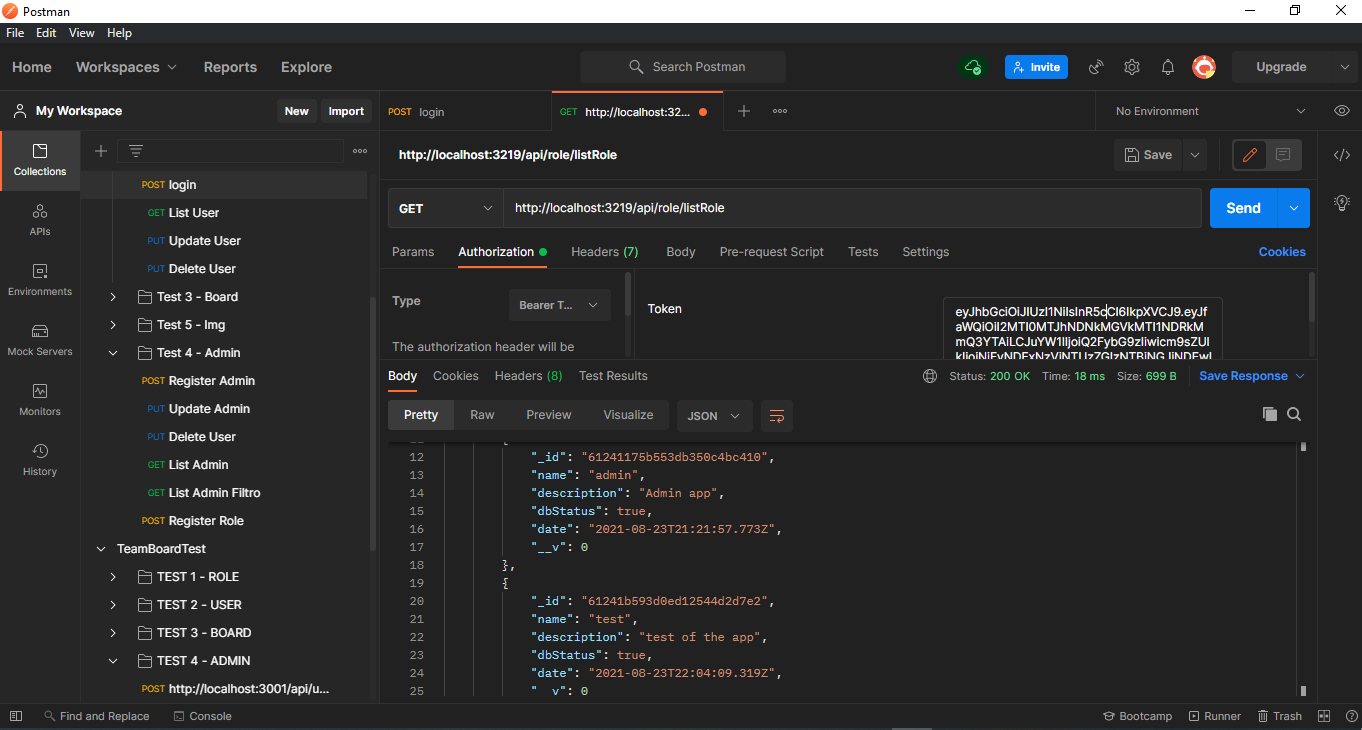 Postman
File Edit View Help
Home Workspaces Reports Explore Search Postman Invite Upgrade
My Workspace New Import
POST login GET http://localhost:32... No Environment
http://localhost:3219/api/role/listRole Save
Collections
APIs
Environments
Mock Servers
Monitors
History
POST login
GET List User
PUT Update User
PUT Delete User
Test 3 - Board
Test 5 - Img
Test 4 - Admin
POST Register Admin
PUT Update Admin
PUT Delete User
GET List Admin
GET List Admin Filtro
POST Register Role
TeamBoardTest
TEST 1 - ROLE
TEST 2 - USER
TEST 3 - BOARD
TEST 4 - ADMIN
POST http://localhost:3001/api/u...
GET http://localhost:3219/api/role/listRole Send
Params Authorization Headers (7) Body Pre-request Script Tests Settings Cookies
Type Bearer T...
The authorization header will be
Token
Body Cookies Headers (8) Test Results Status: 200 OK Time: 18 ms Size: 699 B Save Response
Pretty Raw Preview Visualize JSON
12 "_id": "61241175b553db350c4bc410",
13 "name": "admin",
14 "description": "Admin app",
15 "dbStatus": true,
16 "date": "2021-08-23T21:21:57.773Z",
17 "__v": 0
18 },
19 {
20 "_id": "61241b593d0ed12544d2d7e2",
21 "name": "test",
22 "description": "test of the app",
23 "dbStatus": true,
24 "date": "2021-08-23T22:04:09.319Z",
25 "__v": 0
Find and Replace Console Bootcamp Runner Trash